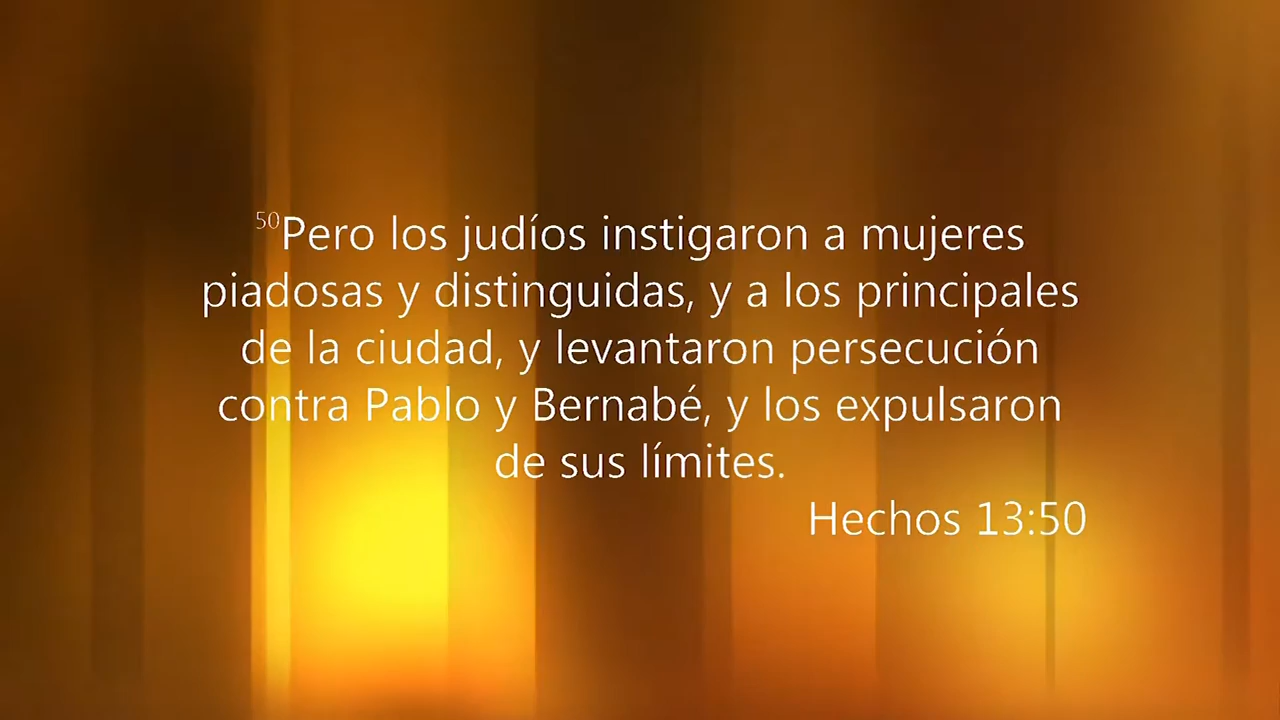 50Pero los judíos instigaron a mujeres
piadosas y distinguidas, y a los principales
de la ciudad, y levantaron persecución
contra Pablo y Bernabé, y los expulsaron
de sus límites.
Hechos 13:50